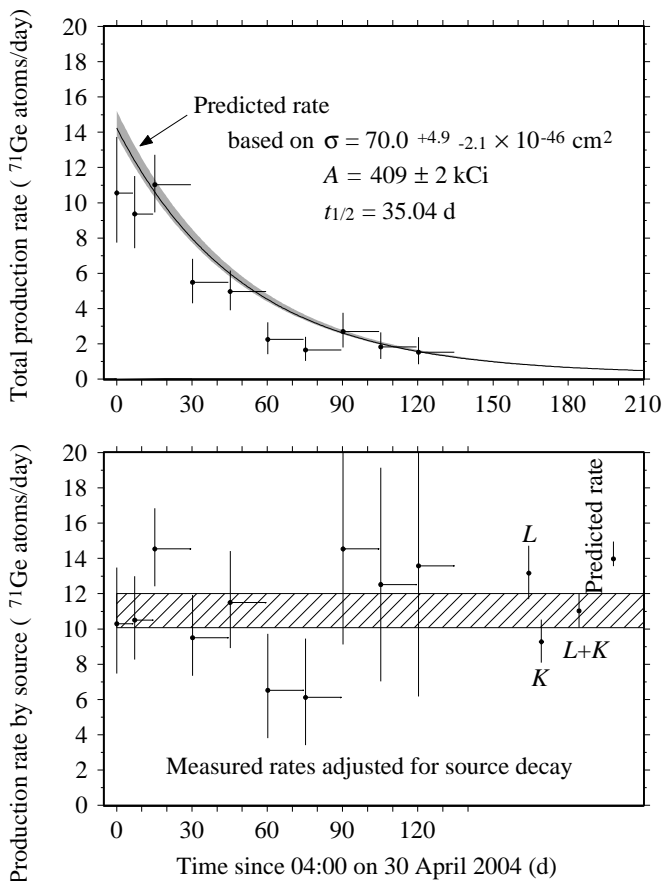 Total production rate ( ⁷¹Ge atoms/day)
20
18
16
14
12
10
8
6
4
2
0
Predicted rate
based on σ = 70.0 +4.9 -2.1 × 10⁻⁴⁶ cm²
A = 409 ± 2 kCi
t1/2 = 35.04 d
0 30 60 90 120 150 180 210
Production rate by source ( ⁷¹Ge atoms/day)
20
18
16
14
12
10
8
6
4
2
0
L
K
L+K
Predicted rate
Measured rates adjusted for source decay
0 30 60 90 120
Time since 04:00 on 30 April 2004 (d)